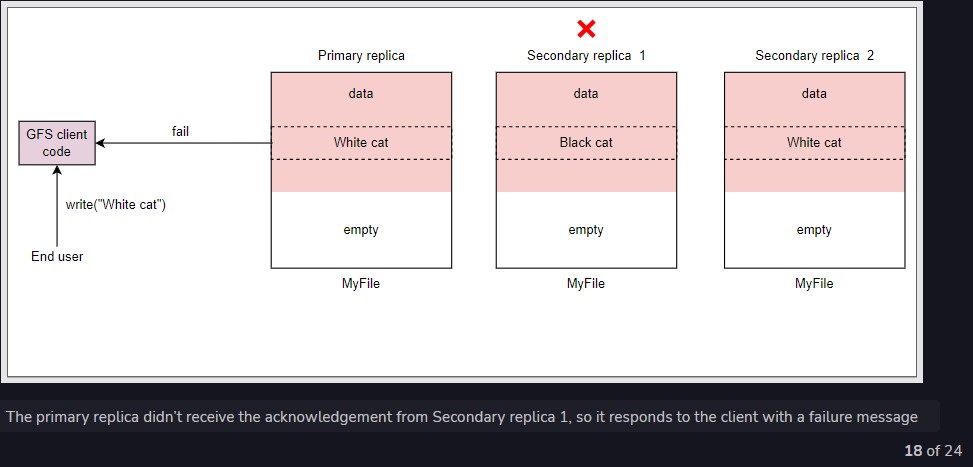 Primary replica
Secondary replica 1
Secondary replica 2
data
data
data
GFS client
code
fail
White cat
Black cat
White cat
write("White cat")
empty
empty
empty
End user
MyFile
MyFile
MyFile
The primary replica didn't receive the acknowledgement from Secondary replica 1, so it responds to the client with a failure message
18 of 24